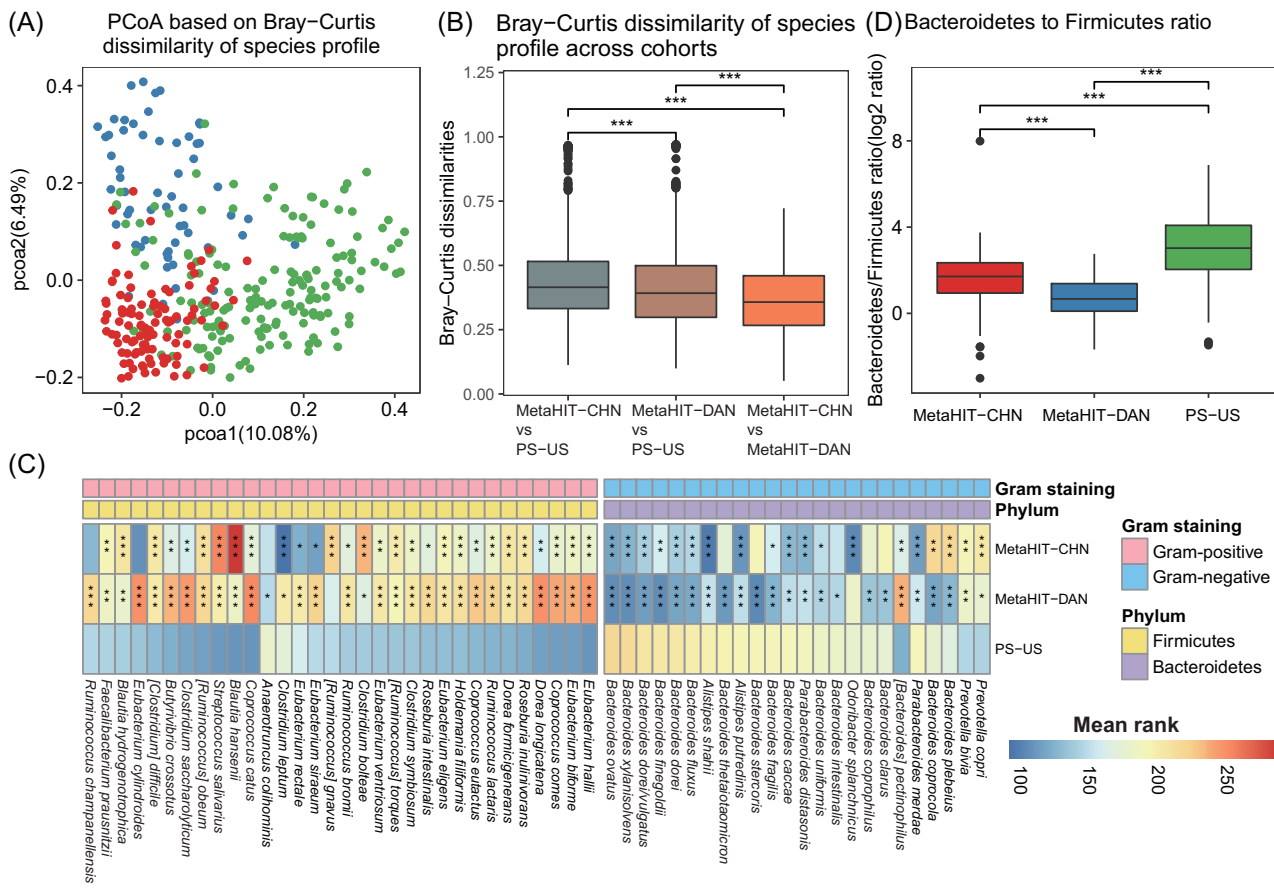 (A)
PCoA based on Bray−Curtis
dissimilarity of species profile
0.4
0.2
0.0
−0.2
pcoa2(6.49%)
−0.2
0.0
0.2
0.4
pcoa1(10.08%)
(B)
Bray−Curtis dissimilarity of species
profile across cohorts
1.25
1.00
0.75
0.50
0.25
0.00
Bray−Curtis dissimilarities
***
***
***
MetaHIT−CHN
vs
PS−US
MetaHIT−DAN
vs
PS−US
MetaHIT−CHN
vs
MetaHIT−DAN
(D)
Bacteroidetes to Firmicutes ratio
8
4
0
Bacteroidetes/Firmicutes ratio(log2 ratio)
***
***
***
MetaHIT−CHN
MetaHIT−DAN
PS−US
(C)
Gram staining
Phylum
MetaHIT−CHN
MetaHIT−DAN
PS−US
Ruminococcus champanellensis
Faecalibacterium prausnitzii
Blautia hydrogenotrophica
Eubacterium cylindroides
[Clostridium] difficile
Butyrivibrio crossotus
Clostridium saccharolyticum
[Ruminococcus] obeum
Streptococcus salivarius
Blautia hansenii
Coprococcus catus
Anaerotruncus colihominis
Clostridium leptum
Eubacterium rectale
Eubacterium siraeum
[Ruminococcus] gnavus
Ruminococcus bromii
Clostridium bolteae
Eubacterium ventriosum
[Ruminococcus] torques
Clostridium symbiosum
Roseburia intestinalis
Eubacterium eligens
Holdemania filiformis
Coprococcus eutactus
Ruminococcus lactaris
Dorea formicigenerans
Roseburia inulinivorans
Dorea longicatena
Coprococcus comes
Eubacterium biforme
Eubacterium hallii
Bacteroides ovatus
Bacteroides xylanisolvens
Bacteroides dorei/vulgatus
Bacteroides finegoldii
Bacteroides dorei
Bacteroides fluxus
Alistipes shahii
Bacteroides thetaiotaomicron
Alistipes putredinis
Bacteroides stercoris
Bacteroides fragilis
Bacteroides caccae
Parabacteroides distasonis
Bacteroides uniformis
Bacteroides intestinalis
Odoribacter splanchnicus
Bacteroides coprophilus
Bacteroides clarus
[Bacteroides] pectinophilus
Parabacteroides merdae
Bacteroides coprocola
Bacteroides plebeius
Prevotella bivia
Prevotella copri
Gram staining
Gram−positive
Gram−negative
Phylum
Firmicutes
Bacteroidetes
Mean rank
100
150
200
250